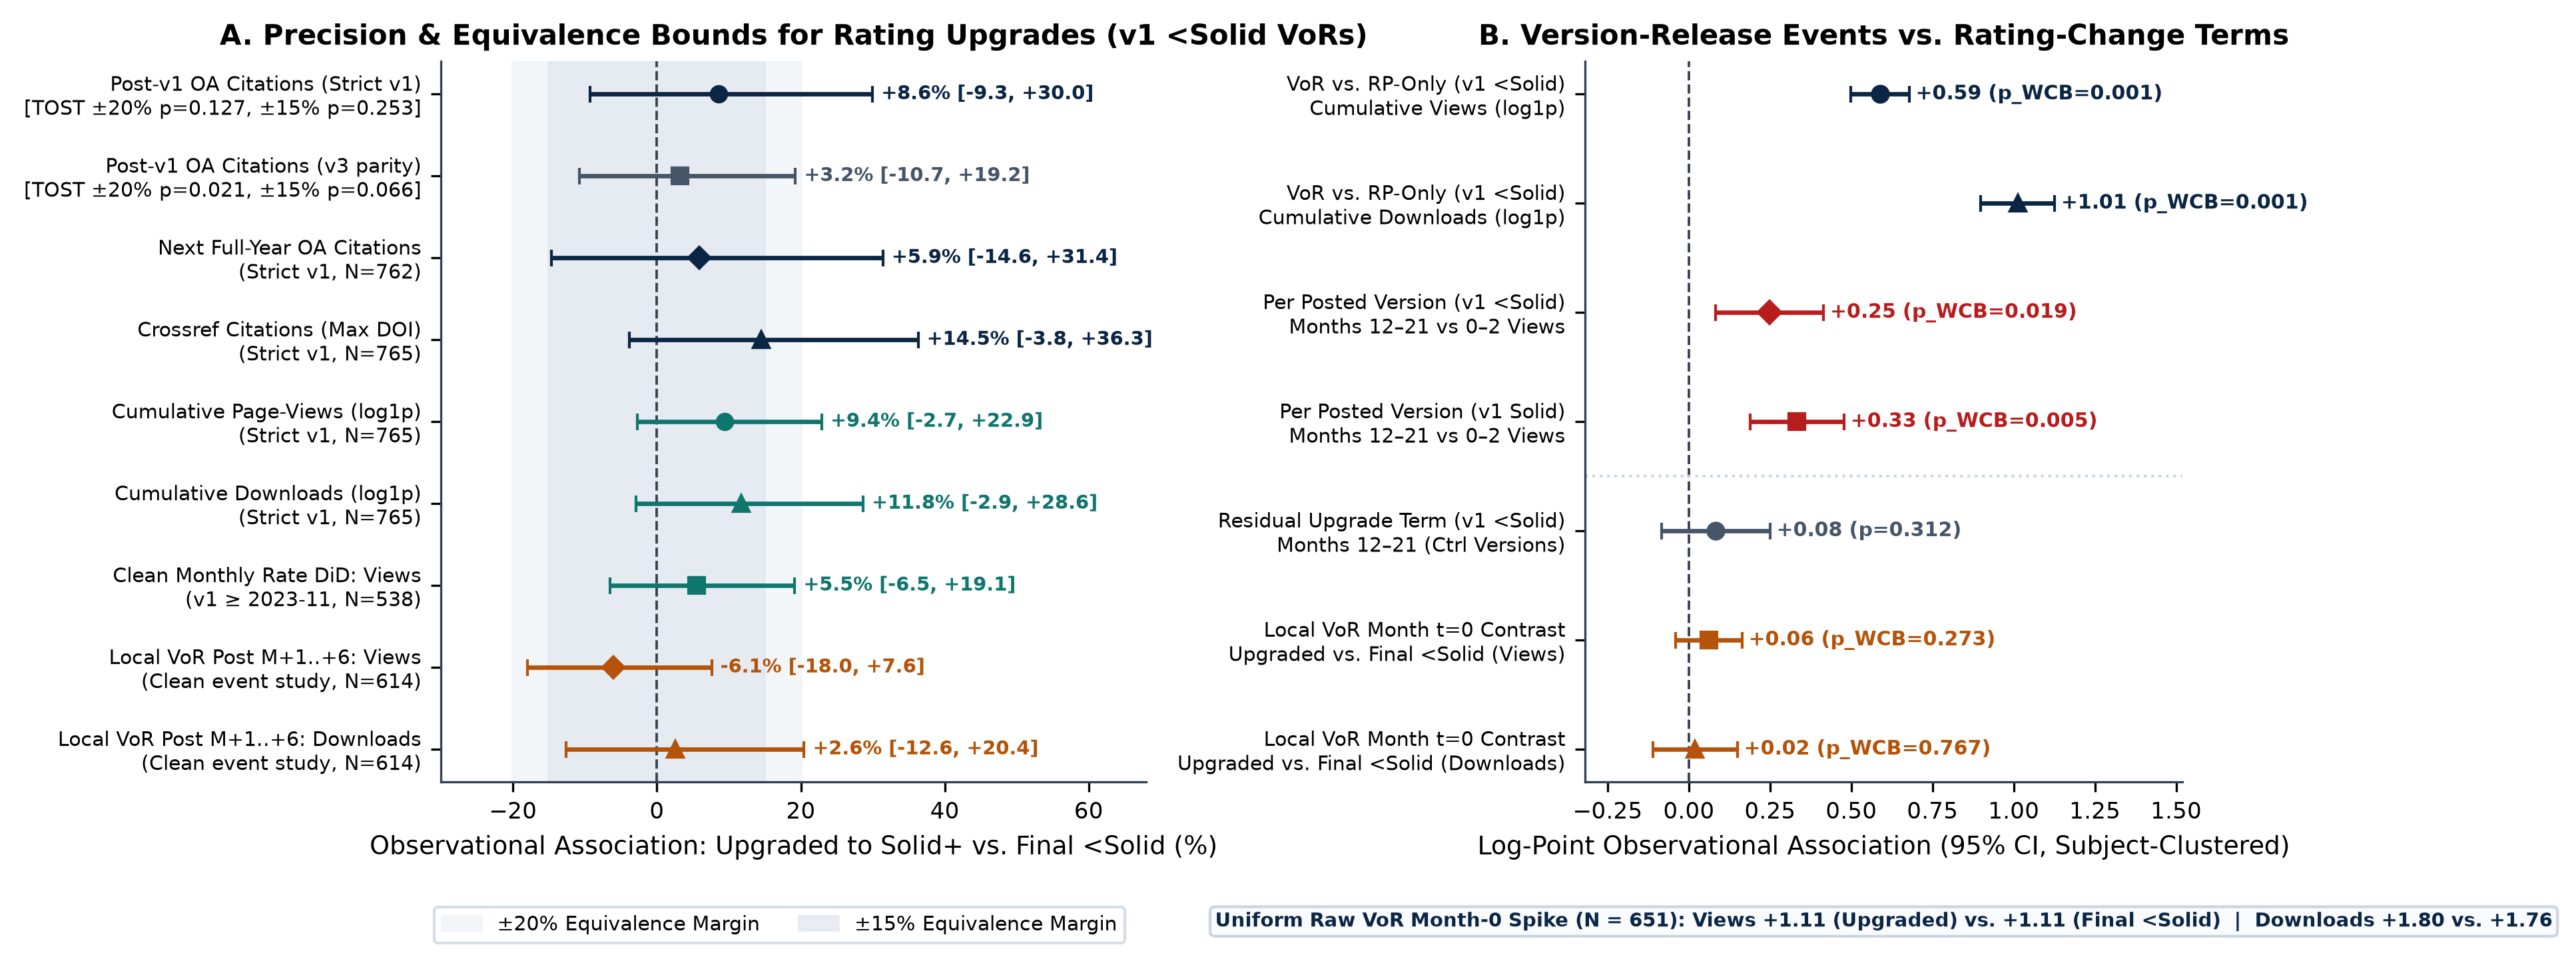 A. Precision & Equivalence Bounds for Rating Upgrades (v1 <Solid VoRs)
Post-v1 OA Citations (Strict v1)
[TOST ±20% p=0.127, ±15% p=0.253]
+8.6% [-9.3, +30.0]
Post-v1 OA Citations (v3 parity)
[TOST ±20% p=0.021, ±15% p=0.066]
+3.2% [-10.7, +19.2]
Next Full-Year OA Citations
(Strict v1, N=762)
+5.9% [-14.6, +31.4]
Crossref Citations (Max DOI)
(Strict v1, N=765)
+14.5% [-3.8, +36.3]
Cumulative Page-Views (log1p)
(Strict v1, N=765)
+9.4% [-2.7, +22.9]
Cumulative Downloads (log1p)
(Strict v1, N=765)
+11.8% [-2.9, +28.6]
Clean Monthly Rate DiD: Views
(v1 ≥ 2023-11, N=538)
+5.5% [-6.5, +19.1]
Local VoR Post M+1..+6: Views
(Clean event study, N=614)
-6.1% [-18.0, +7.6]
Local VoR Post M+1..+6: Downloads
(Clean event study, N=614)
+2.6% [-12.6, +20.4]
−20 0 20 40 60
Observational Association: Upgraded to Solid+ vs. Final <Solid (%)
±20% Equivalence Margin
±15% Equivalence Margin
B. Version-Release Events vs. Rating-Change Terms
VoR vs. RP-Only (v1 <Solid)
Cumulative Views (log1p)
+0.59 (p_WCB=0.001)
VoR vs. RP-Only (v1 <Solid)
Cumulative Downloads (log1p)
+1.01 (p_WCB=0.001)
Per Posted Version (v1 <Solid)
Months 12–21 vs 0–2 Views
+0.25 (p_WCB=0.019)
Per Posted Version (v1 Solid)
Months 12–21 vs 0–2 Views
+0.33 (p_WCB=0.005)
Residual Upgrade Term (v1 <Solid)
Months 12–21 (Ctrl Versions)
+0.08 (p=0.312)
Local VoR Month t=0 Contrast
Upgraded vs. Final <Solid (Views)
+0.06 (p_WCB=0.273)
Local VoR Month t=0 Contrast
Upgraded vs. Final <Solid (Downloads)
+0.02 (p_WCB=0.767)
−0.25 0.00 0.25 0.50 0.75 1.00 1.25 1.50
Log-Point Observational Association (95% CI, Subject-Clustered)
Uniform Raw VoR Month-0 Spike (N = 651): Views +1.11 (Upgraded) vs. +1.11 (Final <Solid) | Downloads +1.80 vs. +1.76